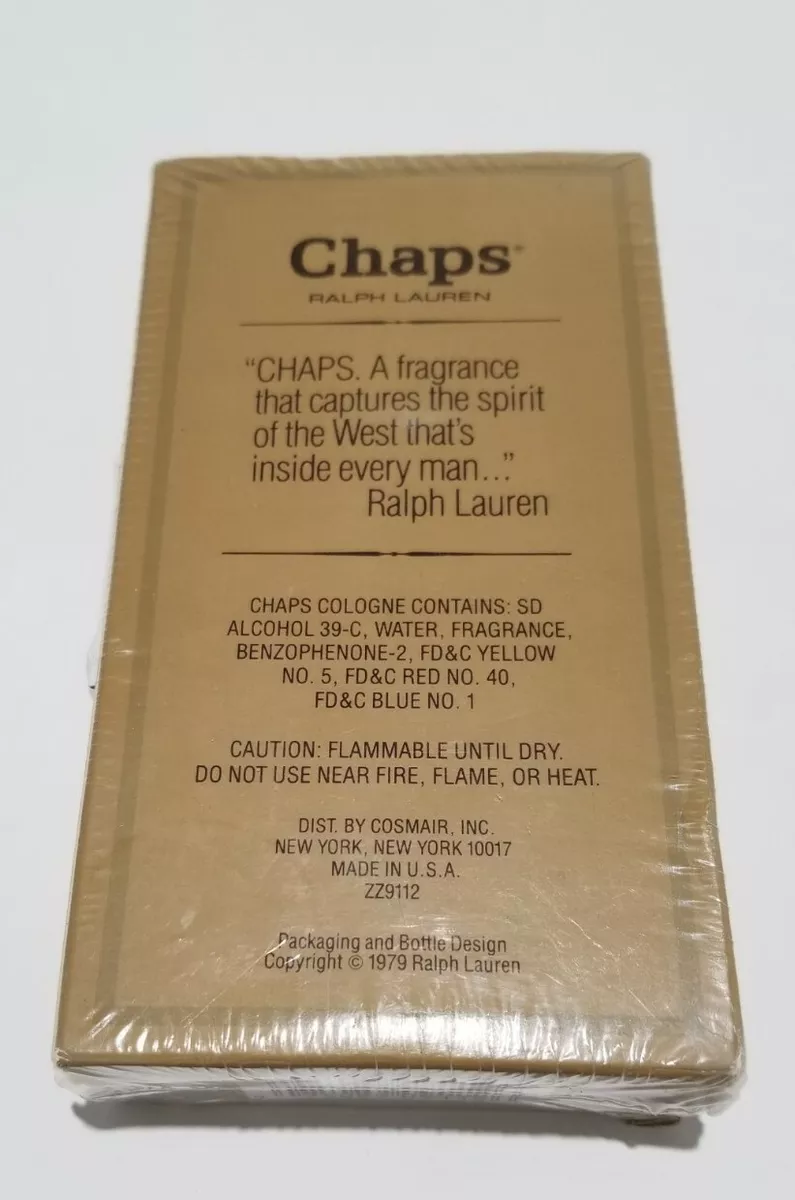 Chaps
RALPH LAUREN
“CHAPS. A fragrance
that captures the spirit
of the West that's
inside every man...”
Ralph Lauren
CHAPS COLOGNE CONTAINS: SD
ALCOHOL 39-C, WATER, FRAGRANCE,
BENZOPHENONE-2, FD&C YELLOW
NO. 5, FD&C RED NO. 40,
FD&C BLUE NO. 1
CAUTION: FLAMMABLE UNTIL DRY.
DO NOT USE NEAR FIRE, FLAME, OR HEAT.
DIST. BY COSMAIR, INC.
NEW YORK, NEW YORK 10017
MADE IN U.S.A.
ZZ9112
Packaging and Bottle Design
Copyright © 1979 Ralph Lauren